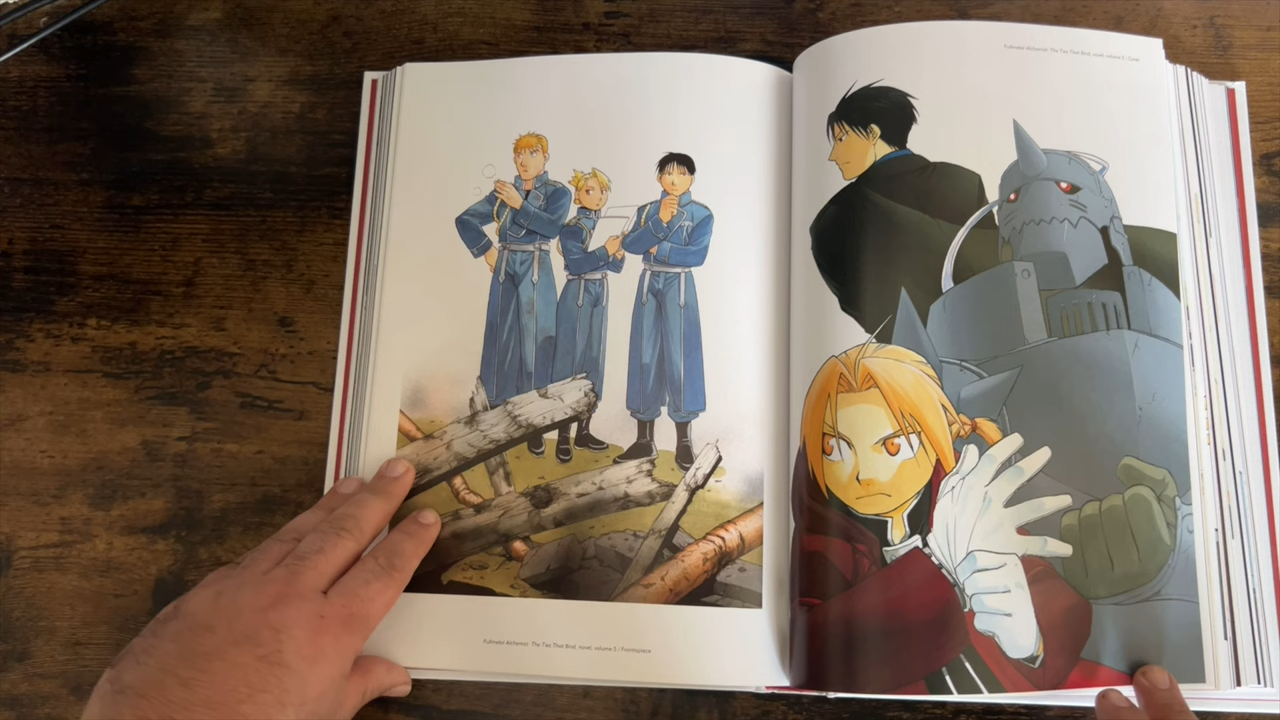 Fullmetal Alchemist: The Ties That Bind, novel, volume 5 / Frontispiece
Fullmetal Alchemist: The Ties That Bind, novel, volume 5 / Cover